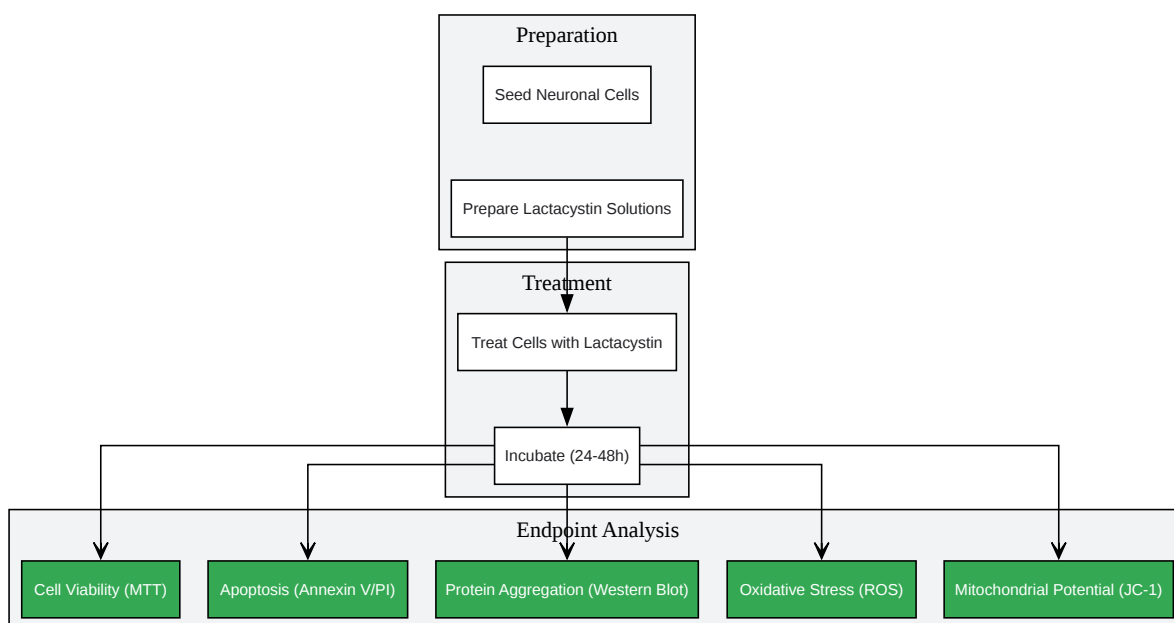 Preparation
Seed Neuronal Cells
Prepare Lactacystin Solutions
Treatment
Treat Cells with Lactacystin
Incubate (24-48h)
Endpoint Analysis
Cell Viability (MTT)
Apoptosis (Annexin V/PI)
Protein Aggregation (Western Blot)
Oxidative Stress (ROS)
Mitochondrial Potential (JC-1)